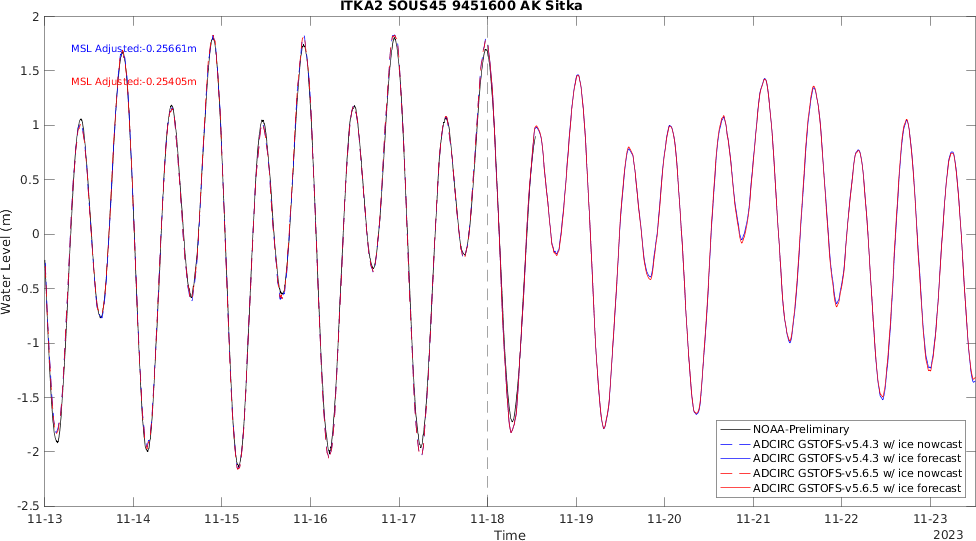 ITKA2 SOUS45 9451600 AK Sitka
MSL Adjusted:-0.25661m
MSL Adjusted:-0.25405m
Water Level (m)
2
1.5
1
0.5
0
-0.5
-1
-1.5
-2
-2.5
NOAA-Preliminary
ADCIRC GSTOFS-v5.4.3 w/ ice nowcast
ADCIRC GSTOFS-v5.4.3 w/ ice forecast
ADCIRC GSTOFS-v5.6.5 w/ ice nowcast
ADCIRC GSTOFS-v5.6.5 w/ ice forecast
11-13 11-14 11-15 11-16 11-17 11-18 11-19 11-20 11-21 11-22 11-23
Time
2023